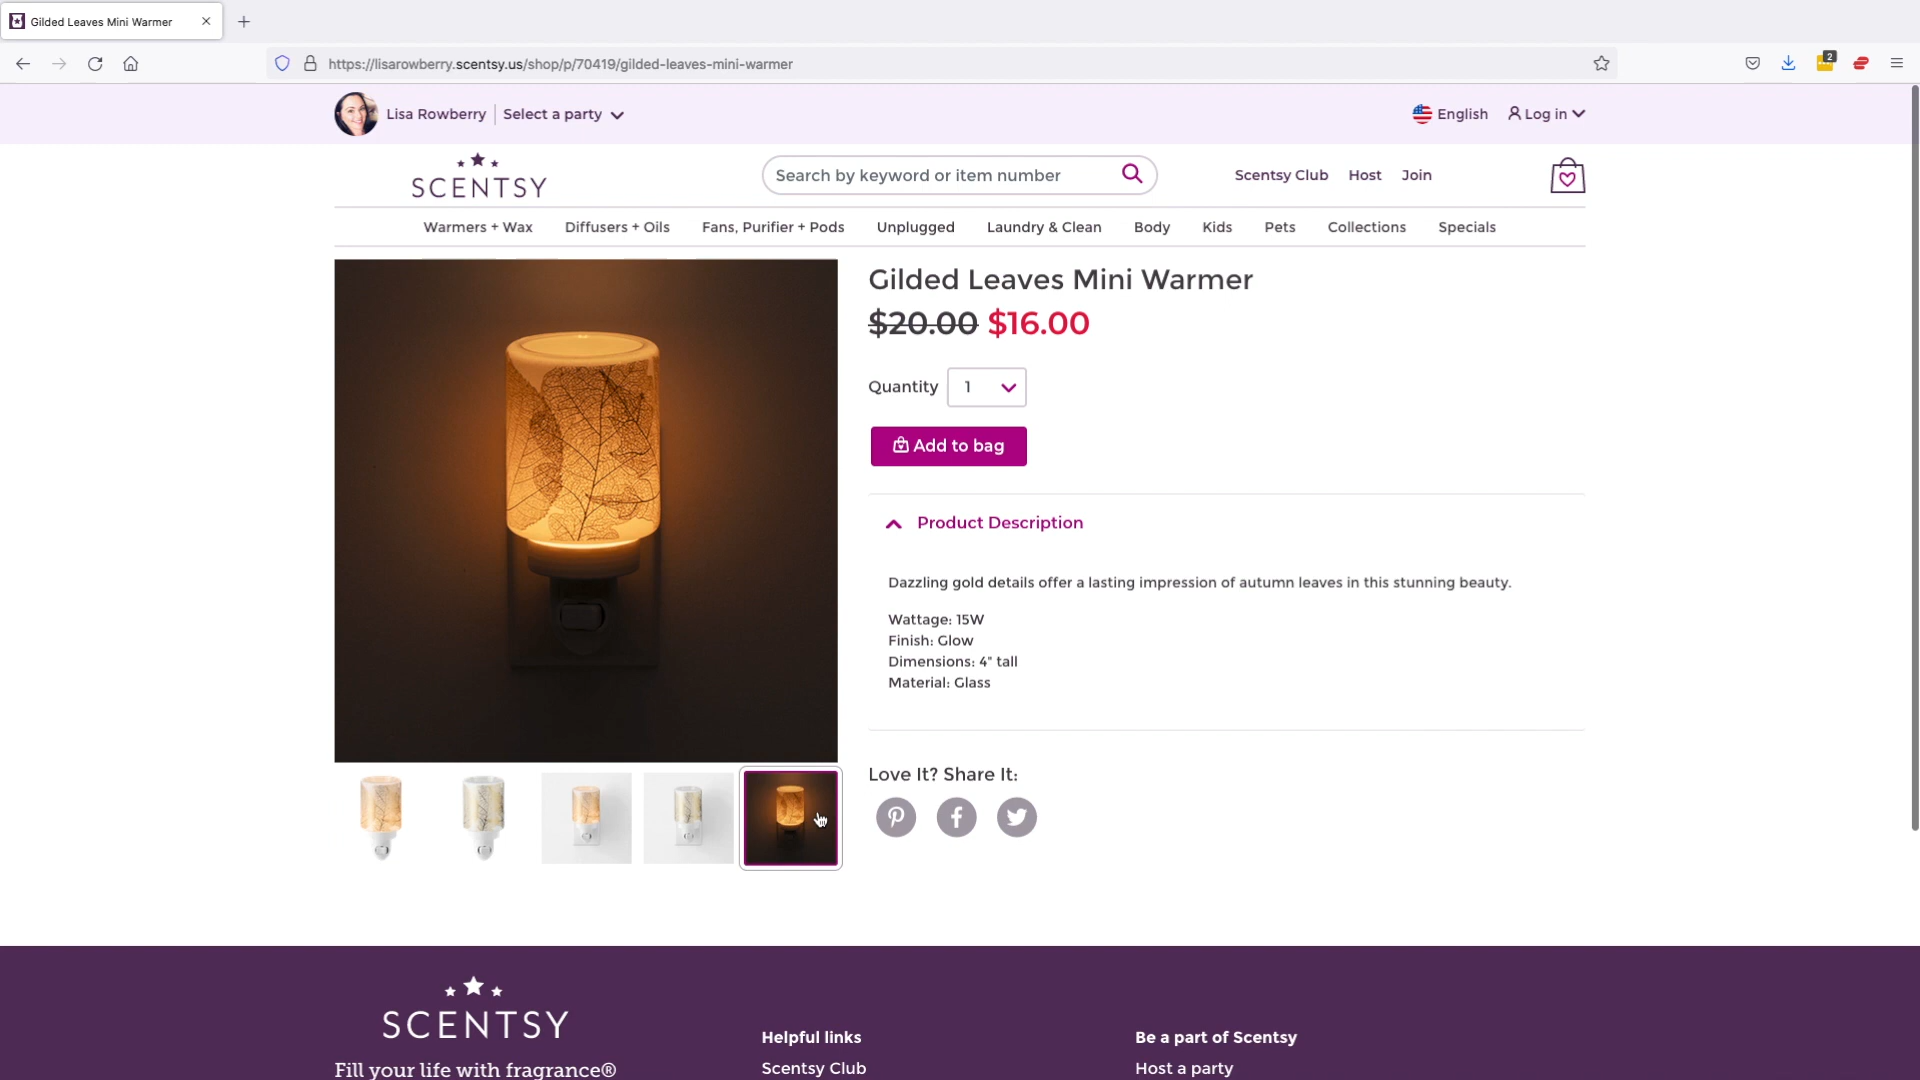 Gilded Leaves Mini Warmer
https://lisarowberry.scentsy.us/shop/p/70419/gilded-leaves-mini-warmer
2
Lisa Rowberry
Select a party
English
Log in
SCENTSY
Search by keyword or item number
Scentsy Club
Host
Join
Warmers + Wax
Diffusers + Oils
Fans, Purifier + Pods
Unplugged
Laundry & Clean
Body
Kids
Pets
Collections
Specials
Gilded Leaves Mini Warmer
$20.00 $16.00
Quantity
1
Add to bag
Product Description
Dazzling gold details offer a lasting impression of autumn leaves in this stunning beauty.
Wattage: 15W
Finish: Glow
Dimensions: 4" tall
Material: Glass
Love It? Share It:
SCENTSY
Fill your life with fragrance®
Helpful links
Scentsy Club
Be a part of Scentsy
Host a party